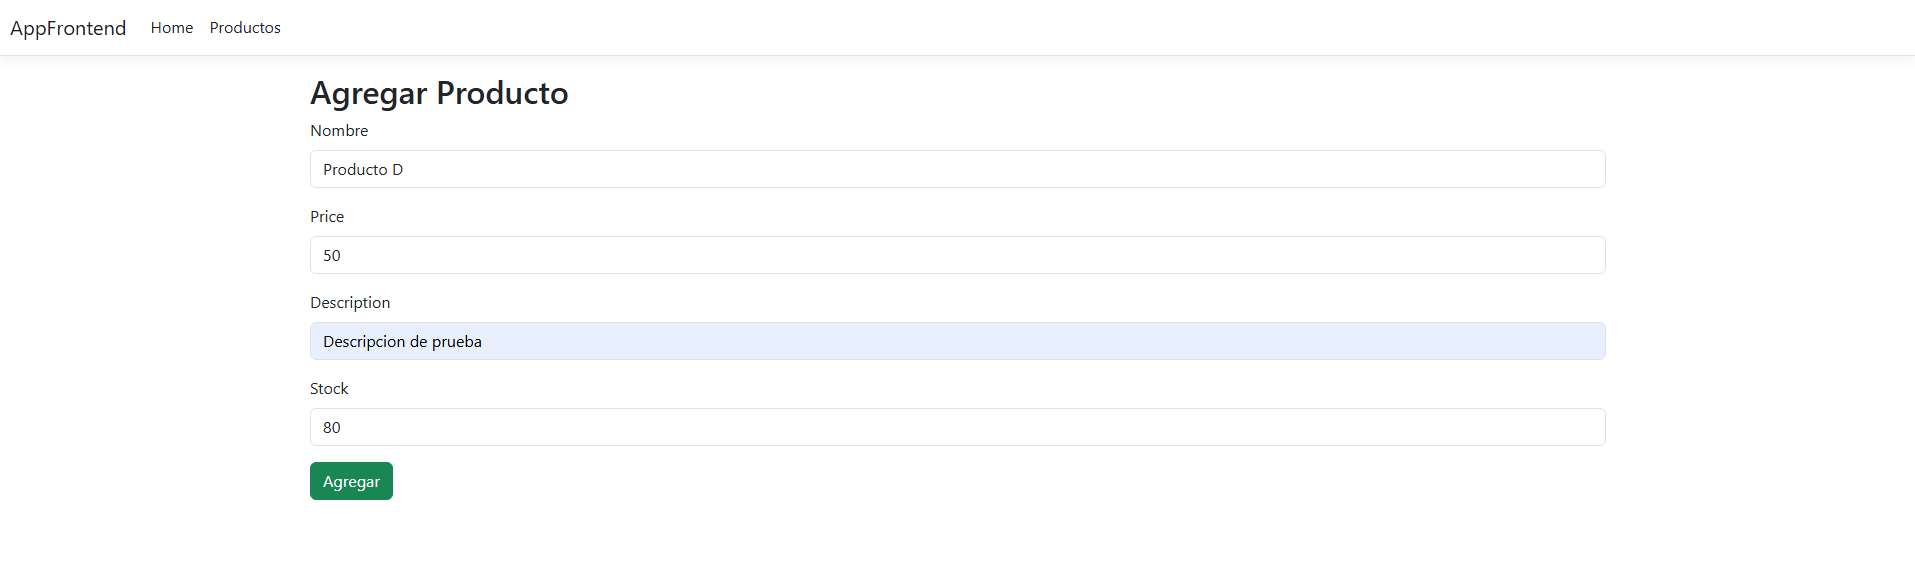 AppFrontend Home Productos
Agregar Producto
Nombre
Producto D
Price
50
Description
Descripcion de prueba
Stock
80
Agregar